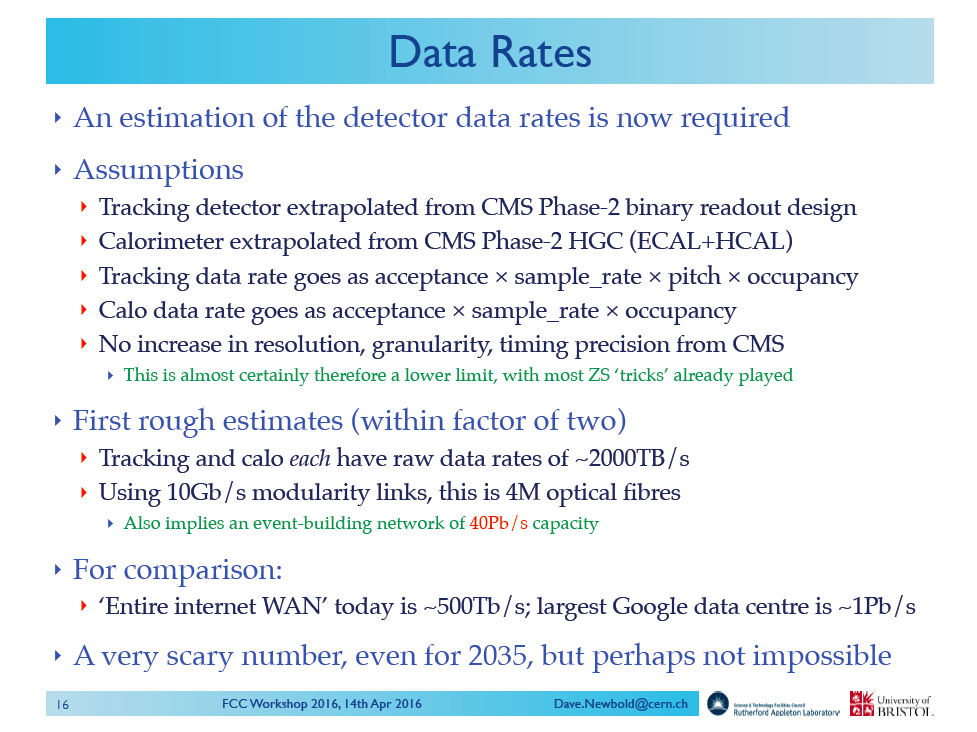 Data Rates
‣ An estimation of the detector data rates is now required
‣ Assumptions
‣ Tracking detector extrapolated from CMS Phase-2 binary readout design
‣ Calorimeter extrapolated from CMS Phase-2 HGC (ECAL+HCAL)
‣ Tracking data rate goes as acceptance × sample_rate × pitch × occupancy
‣ Calo data rate goes as acceptance × sample_rate × occupancy
‣ No increase in resolution, granularity, timing precision from CMS
‣ This is almost certainly therefore a lower limit, with most ZS ‘tricks’ already played
‣ First rough estimates (within factor of two)
‣ Tracking and calo each have raw data rates of ~2000TB/s
‣ Using 10Gb/s modularity links, this is 4M optical fibres
‣ Also implies an event-building network of 40Pb/s capacity
‣ For comparison:
‣ ‘Entire internet WAN’ today is ~500Tb/s; largest Google data centre is ~1Pb/s
‣ A very scary number, even for 2035, but perhaps not impossible
16 FCC Workshop 2016, 14th Apr 2016 Dave.Newbold@cern.ch
Science & Technology Facilities Council
Rutherford Appleton Laboratory
University of
BRISTOL